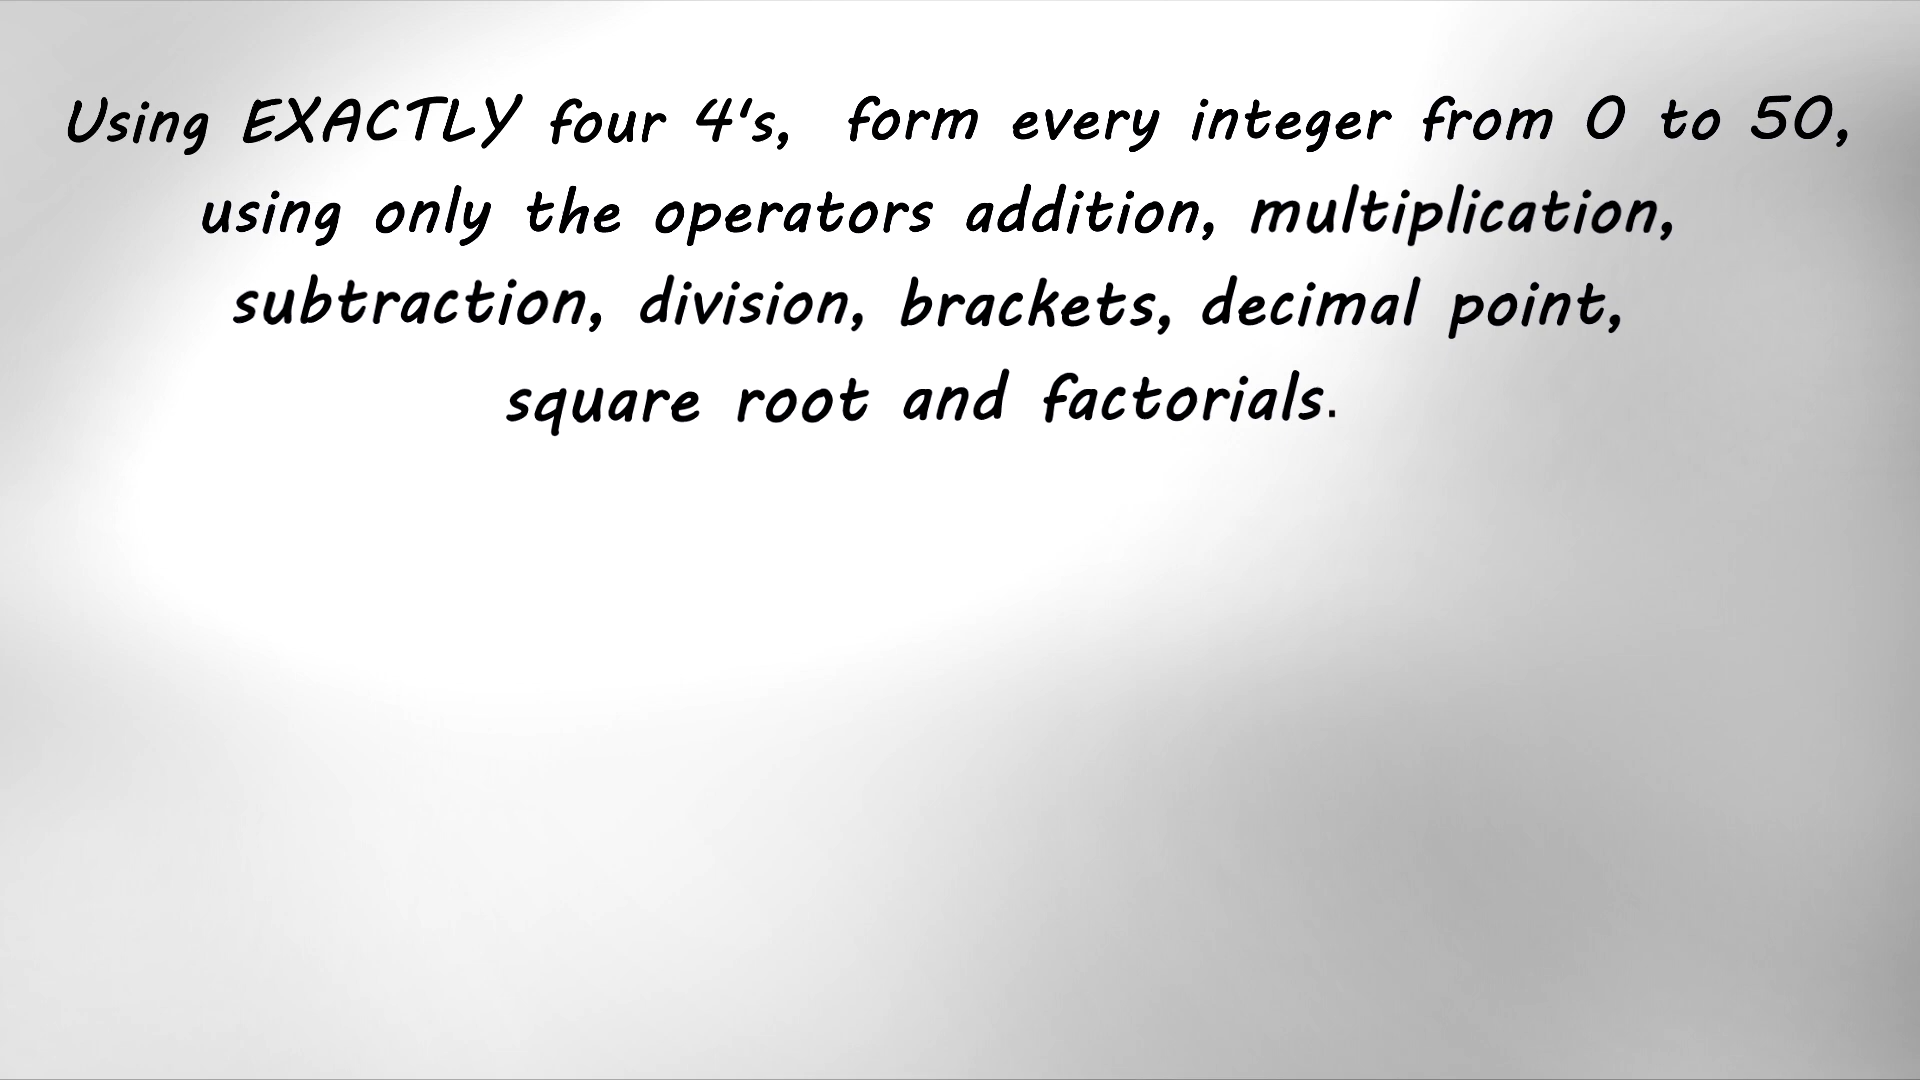 Using EXACTLY four 4's, form every integer from 0 to 50,
using only the operators addition, multiplication,
subtraction, division, brackets, decimal point,
square root and factorials.